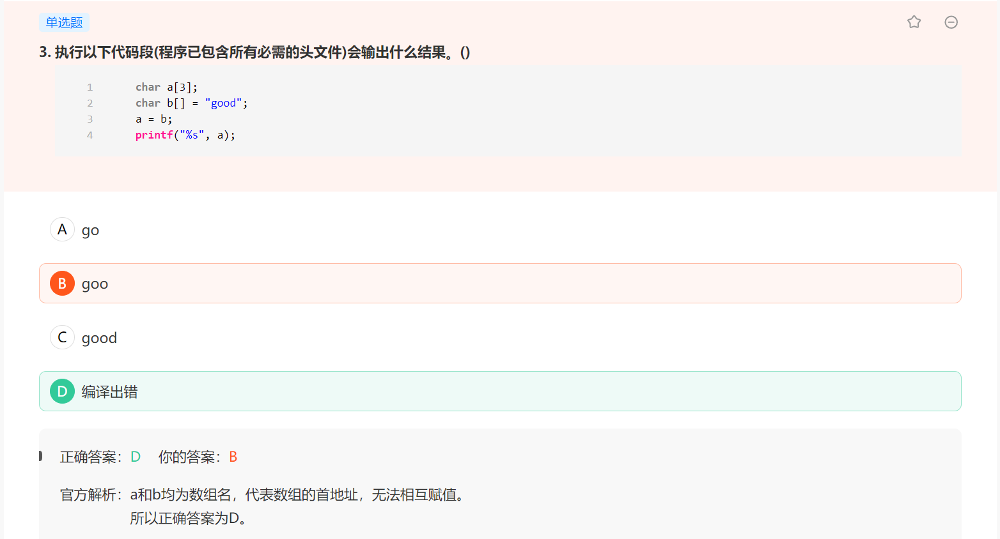 单选题
3. 执行以下代码段(程序已包含所有必需的头文件)会输出什么结果。()
1 char a[3];
2 char b[] = "good";
3 a = b;
4 printf("%s", a);
A go
B goo
C good
D 编译出错
正确答案：D 你的答案：B
官方解析：a和b均为数组名，代表数组的首地址，无法相互赋值。
所以正确答案为D。